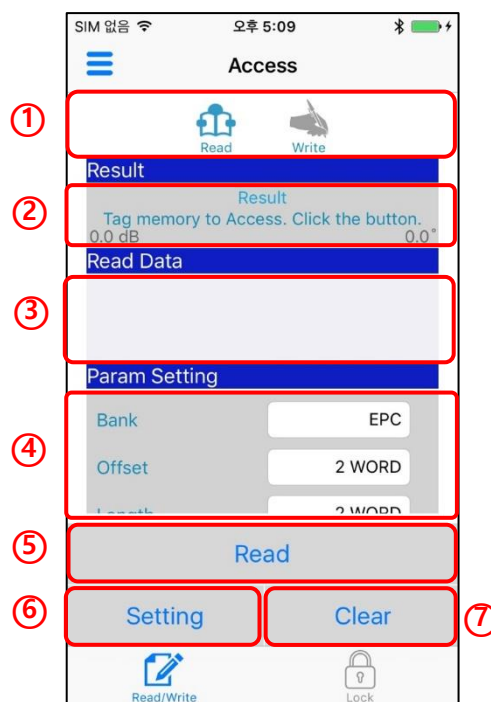 SIM 없음 오후 5:09
Access
①
Read Write
Result
②
Result
Tag memory to Access. Click the button.
0.0 dB 0.0°
Read Data
③
Param Setting
④
Bank EPC
Offset 2 WORD
Length 2 WORD
⑤
Read
⑥
Setting Clear
⑦
Read/Write Lock